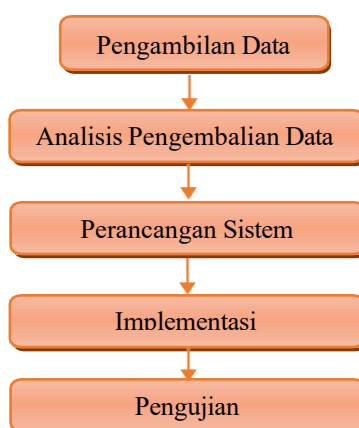 Pengambilan Data
Analisis Pengembalian Data
Perancangan Sistem
Implementasi
Pengujian